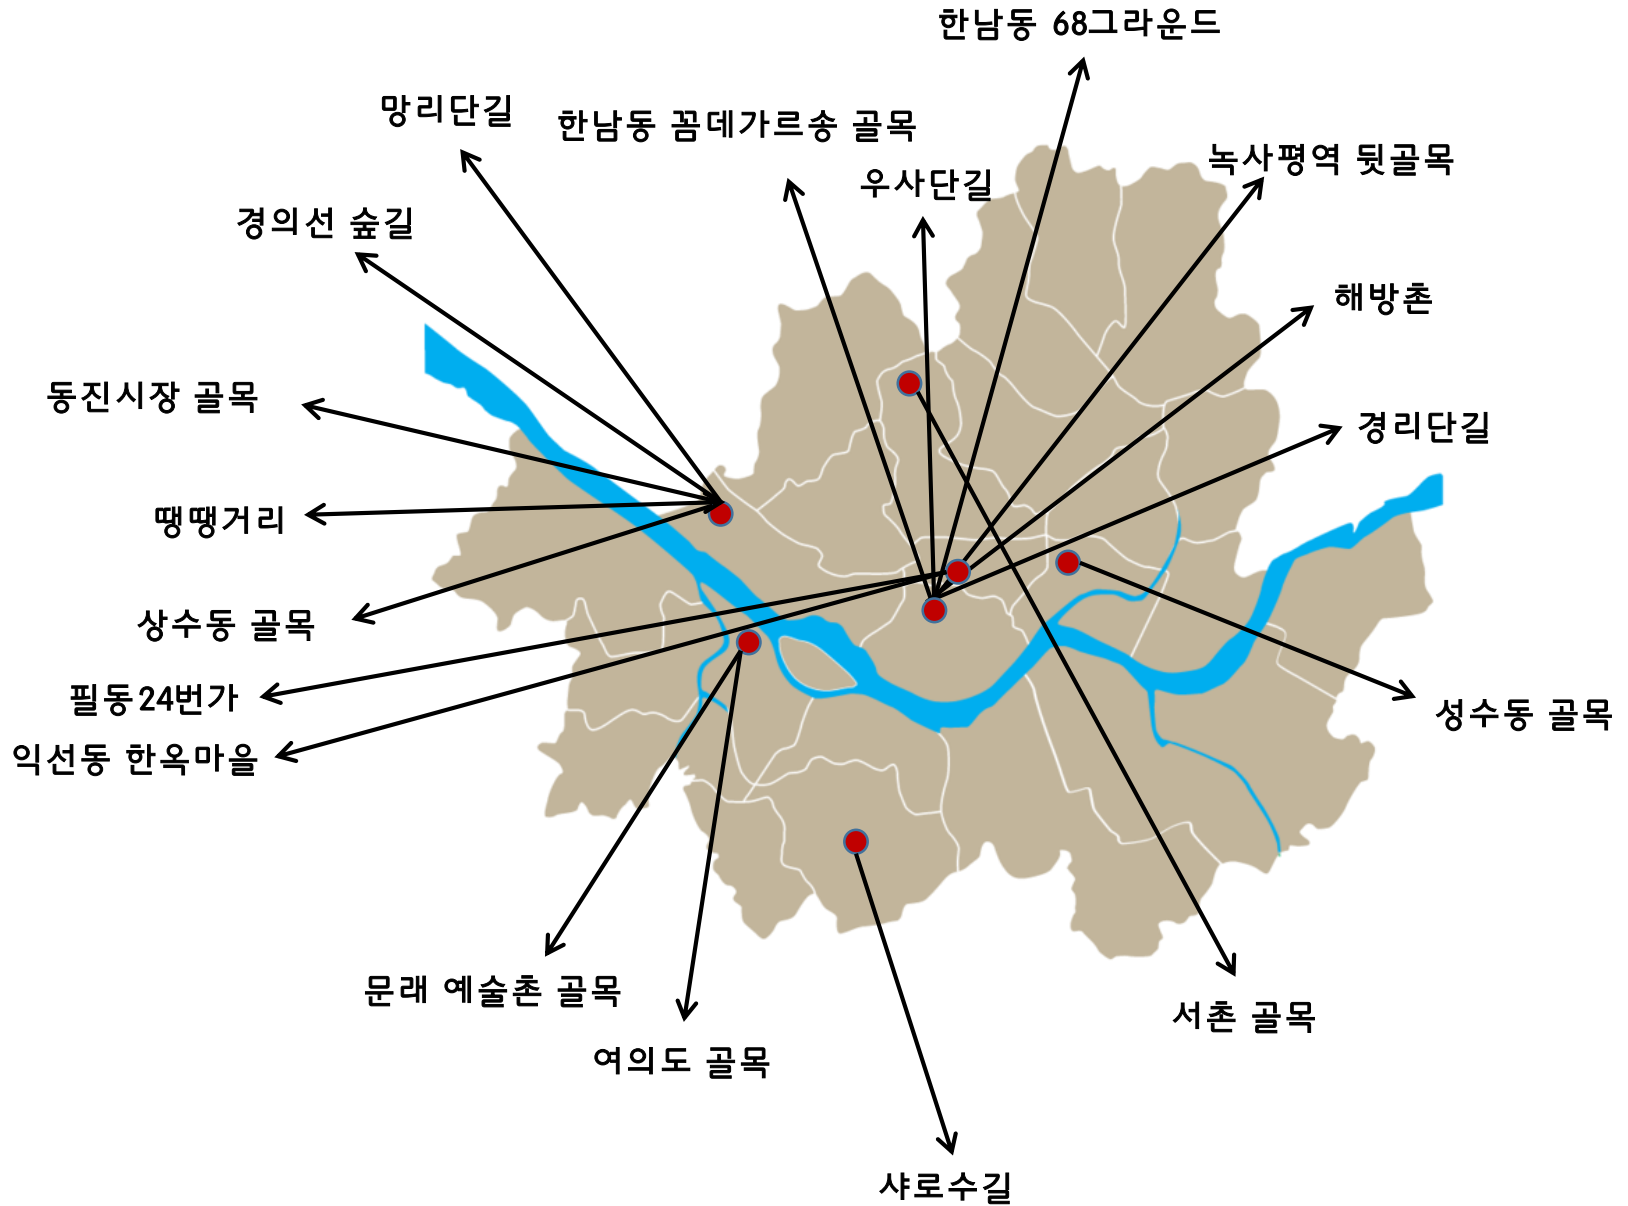 한남동 68그라운드
망리단길
한남동 꼼데가르송 골목
녹사평역 뒷골목
우사단길
경의선 숲길
해방촌
동진시장 골목
경리단길
땡땡거리
상수동 골목
필동24번가
성수동 골목
익선동 한옥마을
문래 예술촌 골목
서촌 골목
여의도 골목
샤로수길